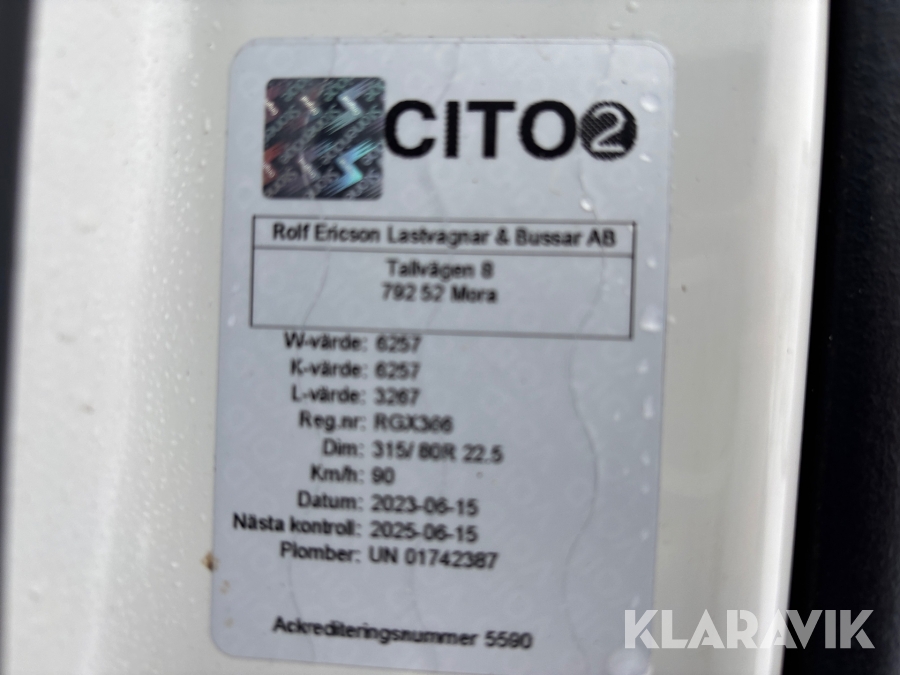 CITO2
Rolf Ericson Lastvagnar & Bussar AB
Tallvägen 8
792 52 Mora
W-värde: 6257
K-värde: 6257
L-värde: 3267
Reg.nr: RGX366
Dim: 315/ 80R 22.5
Km/h: 90
Datum: 2023-06-15
Nästa kontroll: 2025-06-15
Plomber: UN 01742387
Ackrediteringsnummer 5590
KLARAVIK